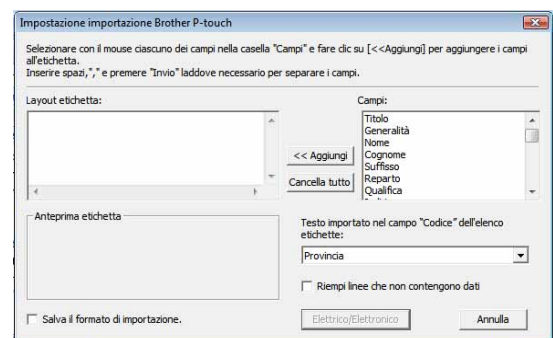 Impostazione importazione Brother P-touch
Selezionare con il mouse ciascuno dei campi nella casella "Campi" e fare clic su [<<Aggiungi] per aggiungere i campi
all'etichetta.
Inserire spazi,"," e premere "Invio" laddove necessario per separare i campi.
Layout etichetta:
Campi:
Titolo
Generalità
Nome
Cognome
Suffisso
Reparto
Qualifica
<< Aggiungi
Cancella tutto
Anteprima etichetta
Testo importato nel campo "Codice" dell'elenco
etichette:
Provincia
Riempi linee che non contengono dati
Salva il formato di importazione.
Elettrico/Elettronico
Annulla